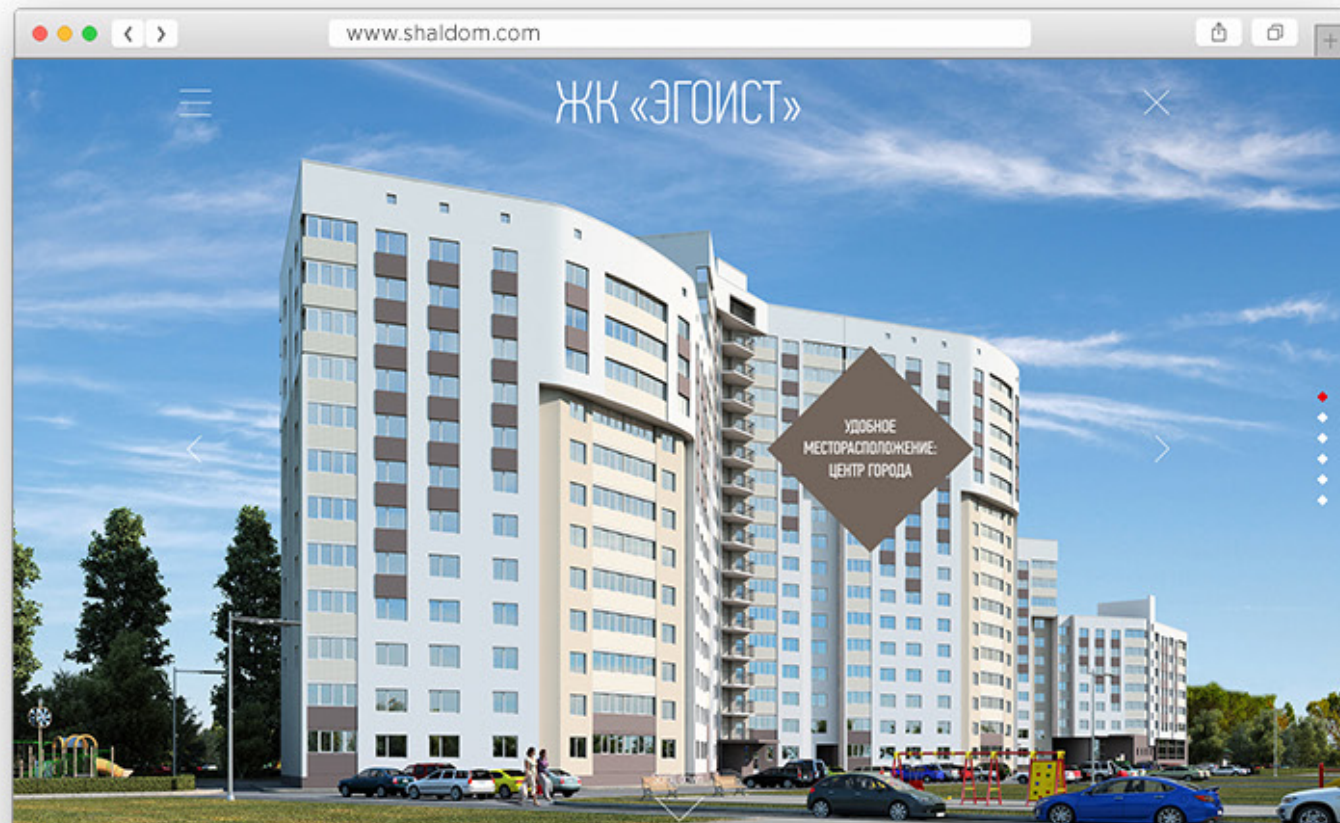 www.shaldom.com
ЖК «ЭГОИСТ»
УДОБНОЕ
МЕСТОРАСПОЛОЖЕНИЕ:
ЦЕНТР ГОРОДА